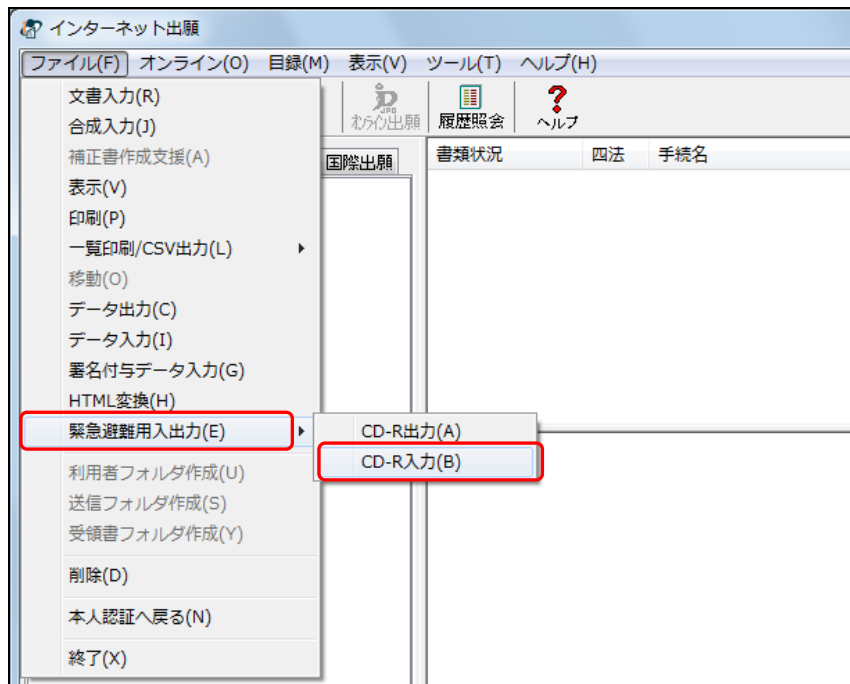 インターネット出願
ファイル(F) オンライン(O) 目録(M) 表示(V) ツール(T) ヘルプ(H)
JPO
オンライン出願 履歴照会 ヘルプ
国際出願 書類状況 四法 手続名
文書入力(R)
合成入力(J)
補正書作成支援(A)
表示(V)
印刷(P)
一覧印刷/CSV出力(L)
移動(O)
データ出力(C)
データ入力(I)
署名付与データ入力(G)
HTML変換(H)
緊急避難用入出力(E)
CD-R出力(A)
CD-R入力(B)
利用者フォルダ作成(U)
送信フォルダ作成(S)
受領書フォルダ作成(Y)
削除(D)
本人認証へ戻る(N)
終了(X)